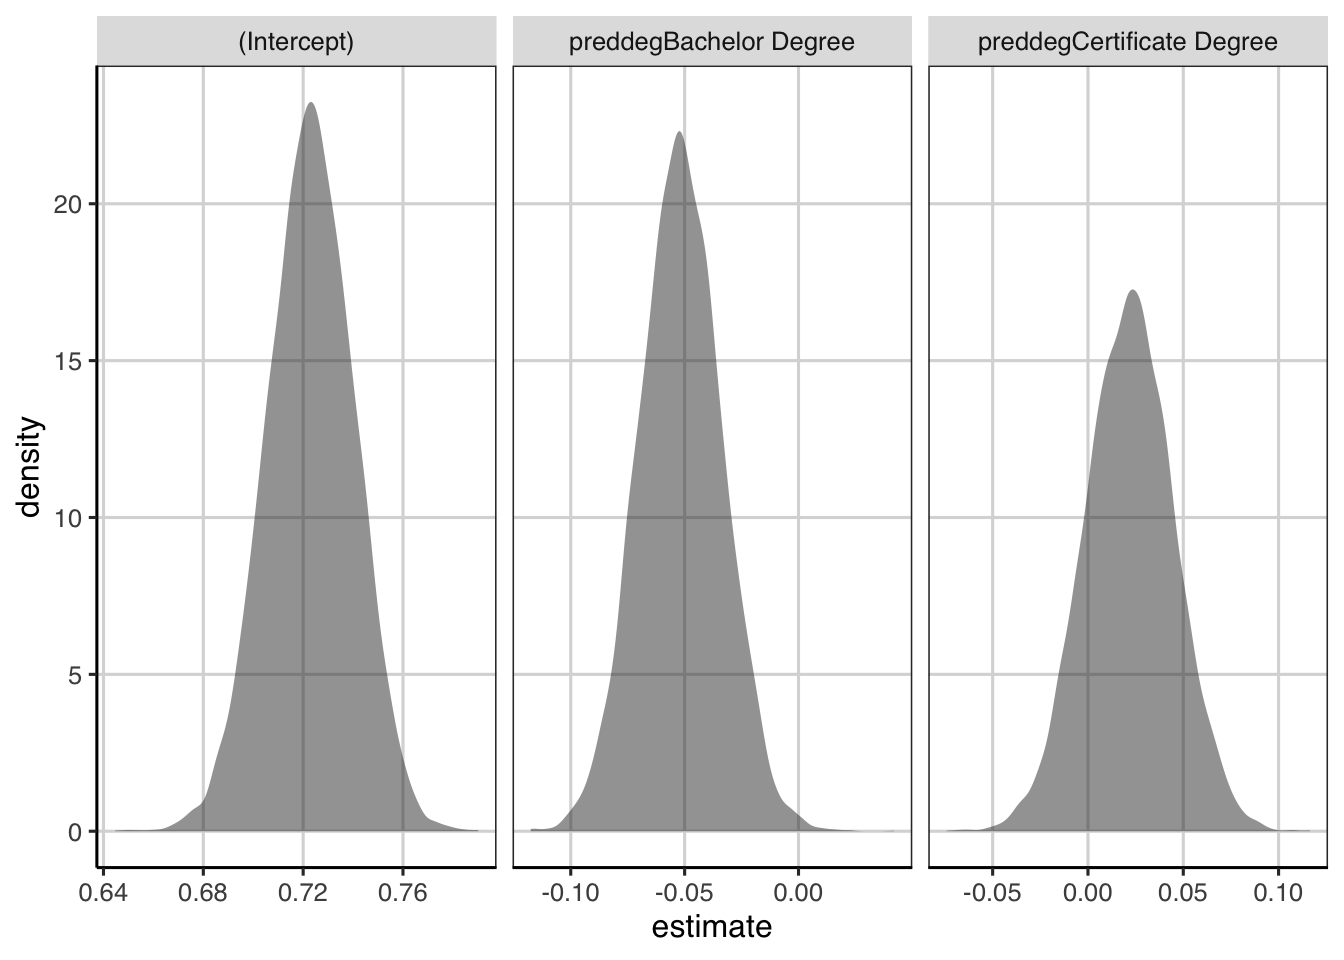 (Intercept)
preddegBachelor Degree
preddegCertificate Degree
density
20
15
10
5
0
0.64 0.68 0.72 0.76
-0.10 -0.05 0.00
-0.05 0.00 0.05 0.10
estimate